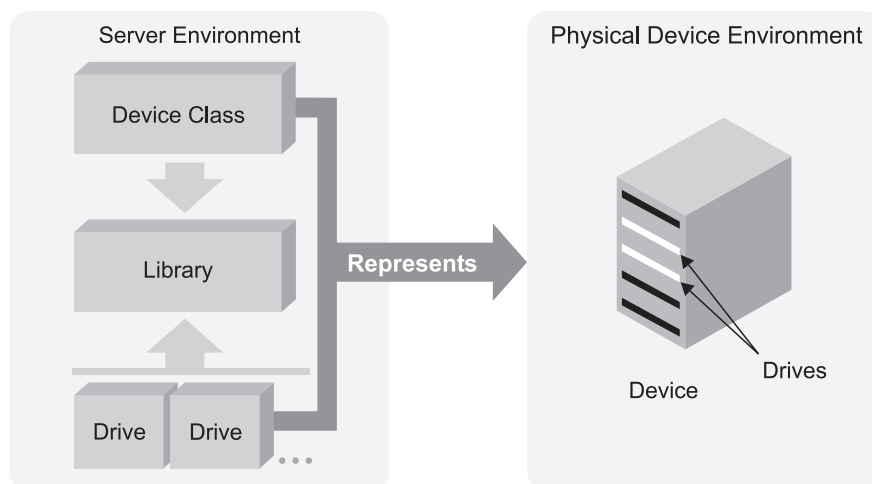 Server Environment
Device Class
Library
Drive
Drive
Represents
Physical Device Environment
Drives
Device